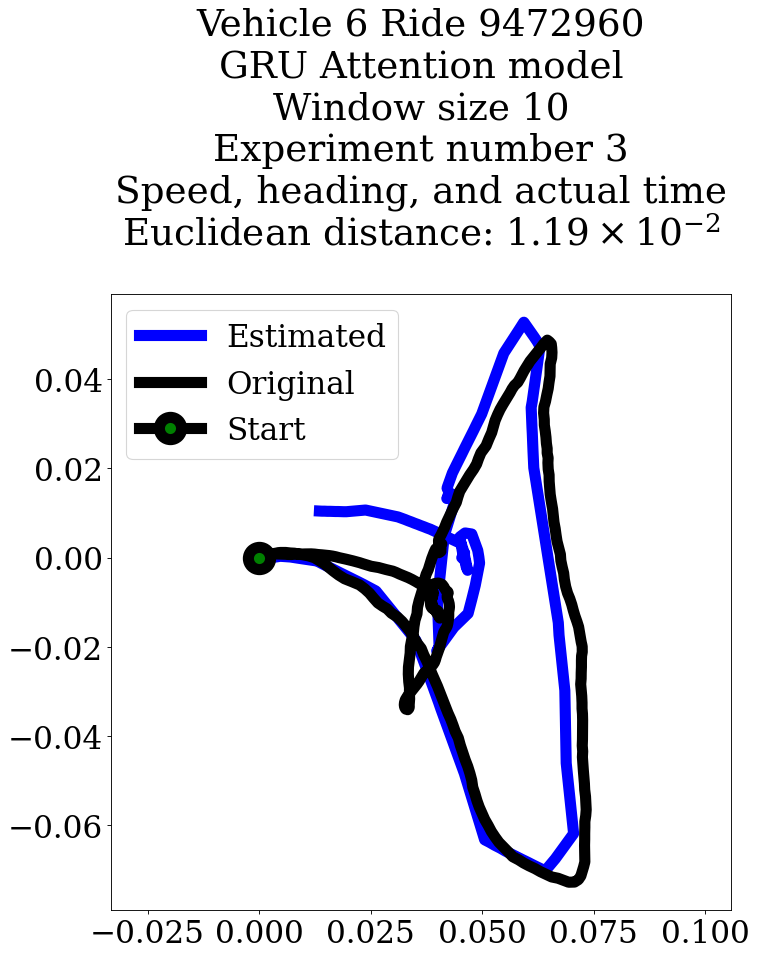 Vehicle 6 Ride 9472960
GRU Attention model
Window size 10
Experiment number 3
Speed, heading, and actual time
Euclidean distance: 1.19 × 10⁻²
Estimated
Original
Start
0.04
0.02
0.00
−0.02
−0.04
−0.06
−0.025 0.000 0.025 0.050 0.075 0.100